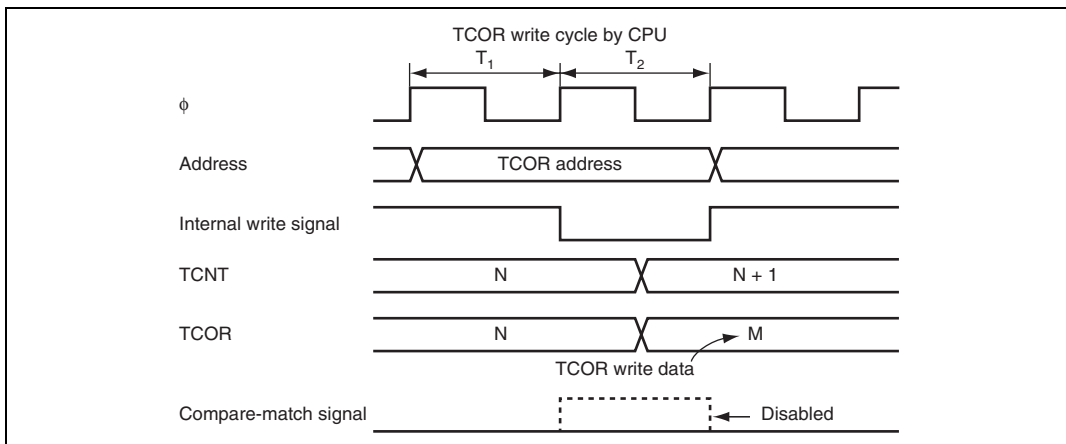 TCOR write cycle by CPU
T1 T2
φ
Address TCOR address
Internal write signal
TCNT N N + 1
TCOR N M
TCOR write data
Compare-match signal Disabled